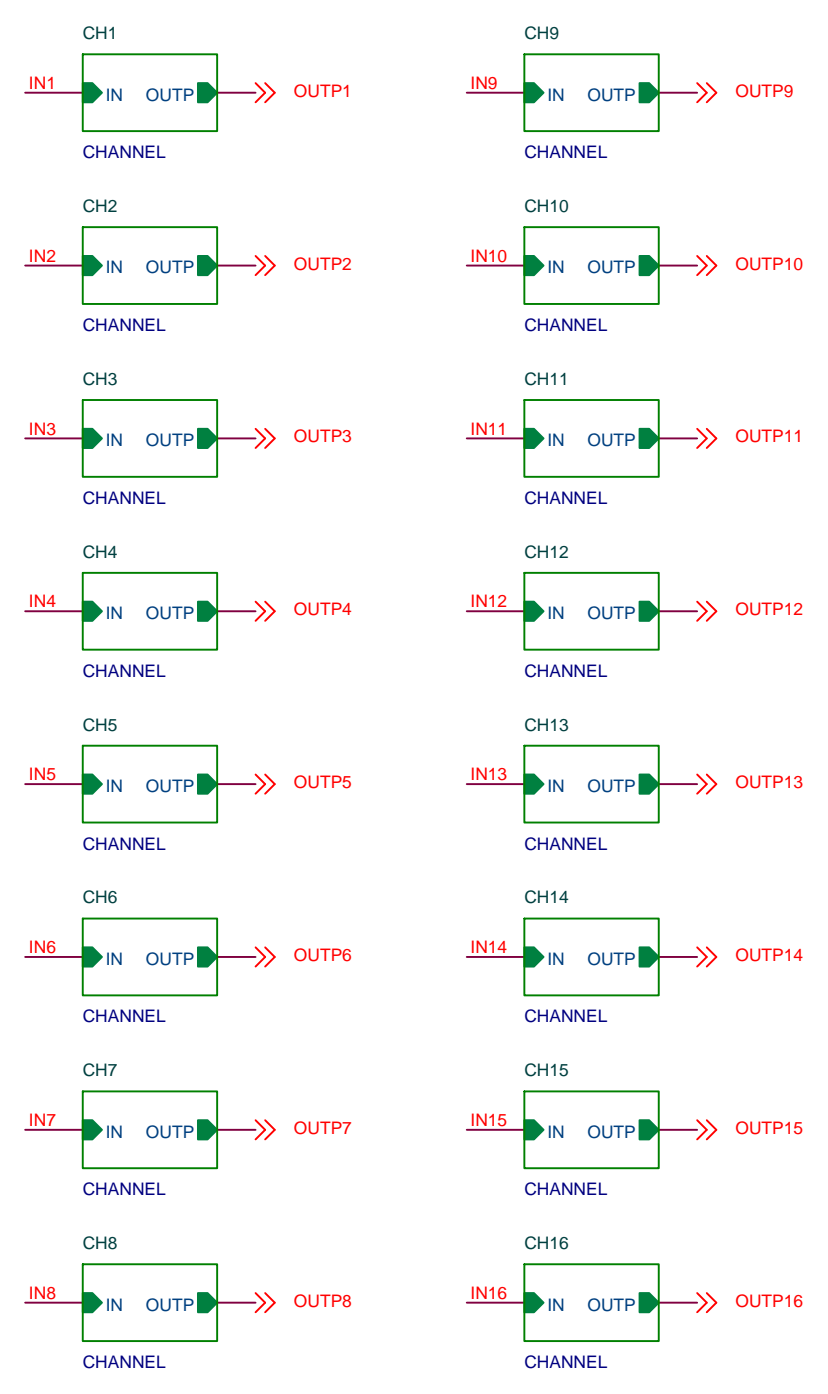 CH1
IN1 IN OUTP OUTP1
CHANNEL
CH2
IN2 IN OUTP OUTP2
CHANNEL
CH3
IN3 IN OUTP OUTP3
CHANNEL
CH4
IN4 IN OUTP OUTP4
CHANNEL
CH5
IN5 IN OUTP OUTP5
CHANNEL
CH6
IN6 IN OUTP OUTP6
CHANNEL
CH7
IN7 IN OUTP OUTP7
CHANNEL
CH8
IN8 IN OUTP OUTP8
CHANNEL
CH9
IN9 IN OUTP OUTP9
CHANNEL
CH10
IN10 IN OUTP OUTP10
CHANNEL
CH11
IN11 IN OUTP OUTP11
CHANNEL
CH12
IN12 IN OUTP OUTP12
CHANNEL
CH13
IN13 IN OUTP OUTP13
CHANNEL
CH14
IN14 IN OUTP OUTP14
CHANNEL
CH15
IN15 IN OUTP OUTP15
CHANNEL
CH16
IN16 IN OUTP OUTP16
CHANNEL